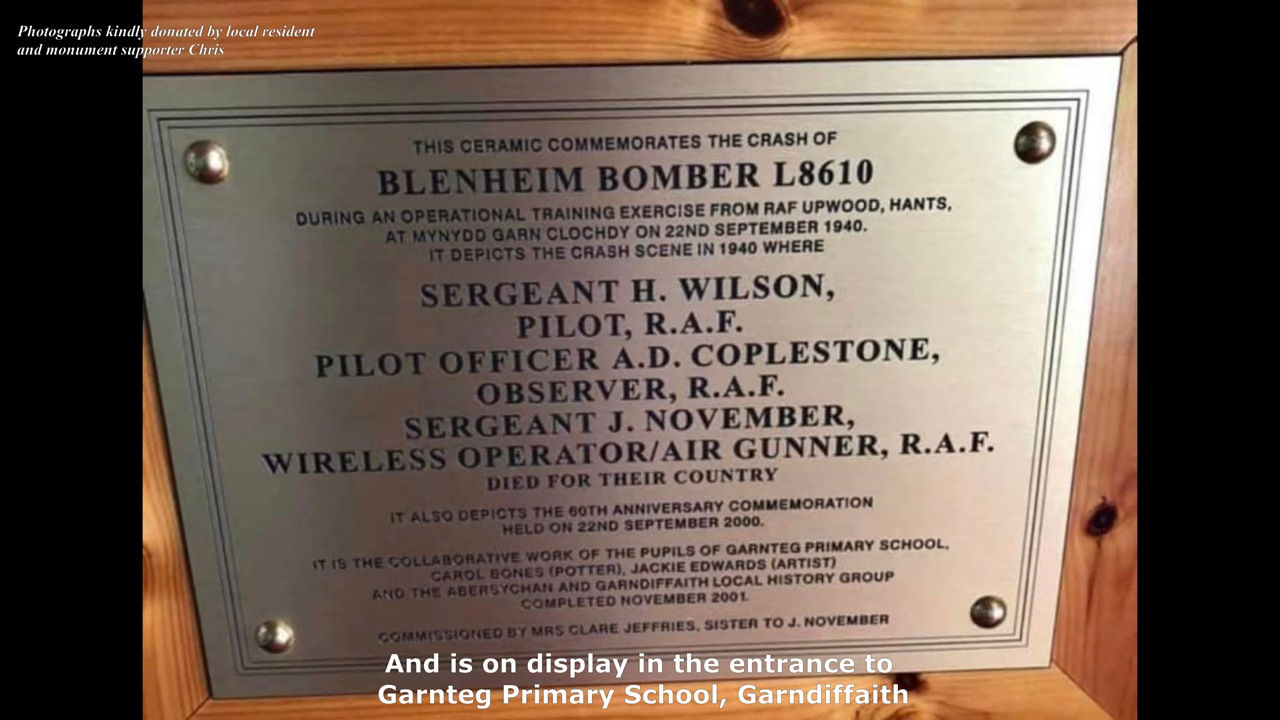 Photographs kindly donated by local resident
and monument supporter Chris
THIS CERAMIC COMMEMORATES THE CRASH OF
BLENHEIM BOMBER L8610
DURING AN OPERATIONAL TRAINING EXERCISE FROM RAF UPWOOD, HANTS,
AT MYNYDD GARN CLOCHDY ON 22ND SEPTEMBER 1940.
IT DEPICTS THE CRASH SCENE IN 1940 WHERE
SERGEANT H. WILSON,
PILOT, R.A.F.
PILOT OFFICER A.D. COPLESTONE,
OBSERVER, R.A.F.
SERGEANT J. NOVEMBER,
WIRELESS OPERATOR/AIR GUNNER, R.A.F.
DIED FOR THEIR COUNTRY
IT ALSO DEPICTS THE 60TH ANNIVERSARY COMMEMORATION
HELD ON 22ND SEPTEMBER 2000.
IT IS THE COLLABORATIVE WORK OF THE PUPILS OF GARNTEG PRIMARY SCHOOL,
CAROL BONES (POTTER), JACKIE EDWARDS (ARTIST)
AND THE ABERSYCHAN AND GARNDIFFAITH LOCAL HISTORY GROUP
COMPLETED NOVEMBER 2001.
COMMISSIONED BY MRS CLARE JEFFRIES, SISTER TO J. NOVEMBER
And is on display in the entrance to
Garnteg Primary School, Garndiffaith